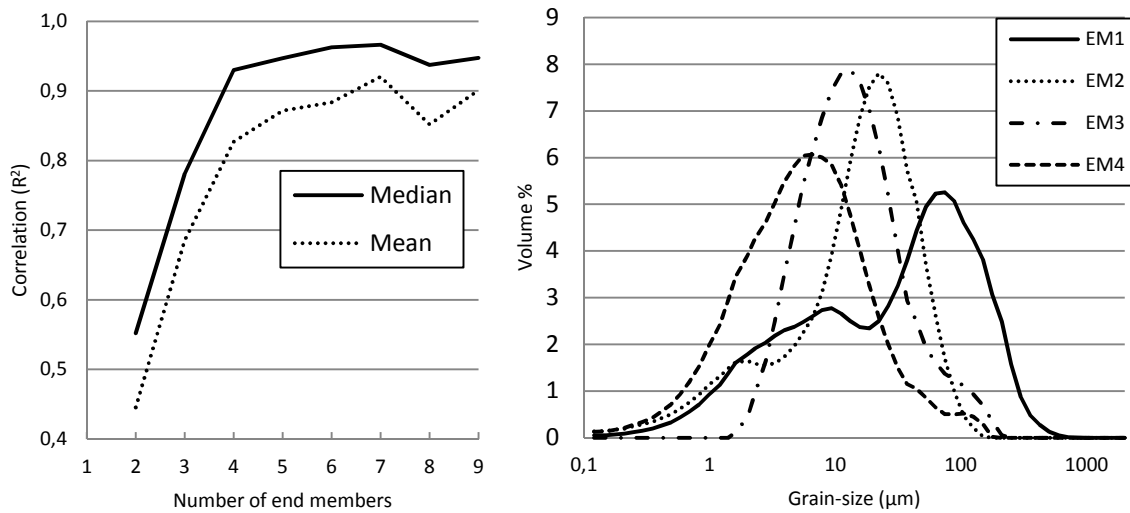 1,0
0,9
0,8
0,7
0,6
0,5
0,4
1 2 3 4 5 6 7 8 9
Correlation (R²)
Number of end members
Median
Mean
9
8
7
6
5
4
3
2
1
0
0,1 1 10 100 1000
Volume %
Grain-size (µm)
EM1
EM2
EM3
EM4